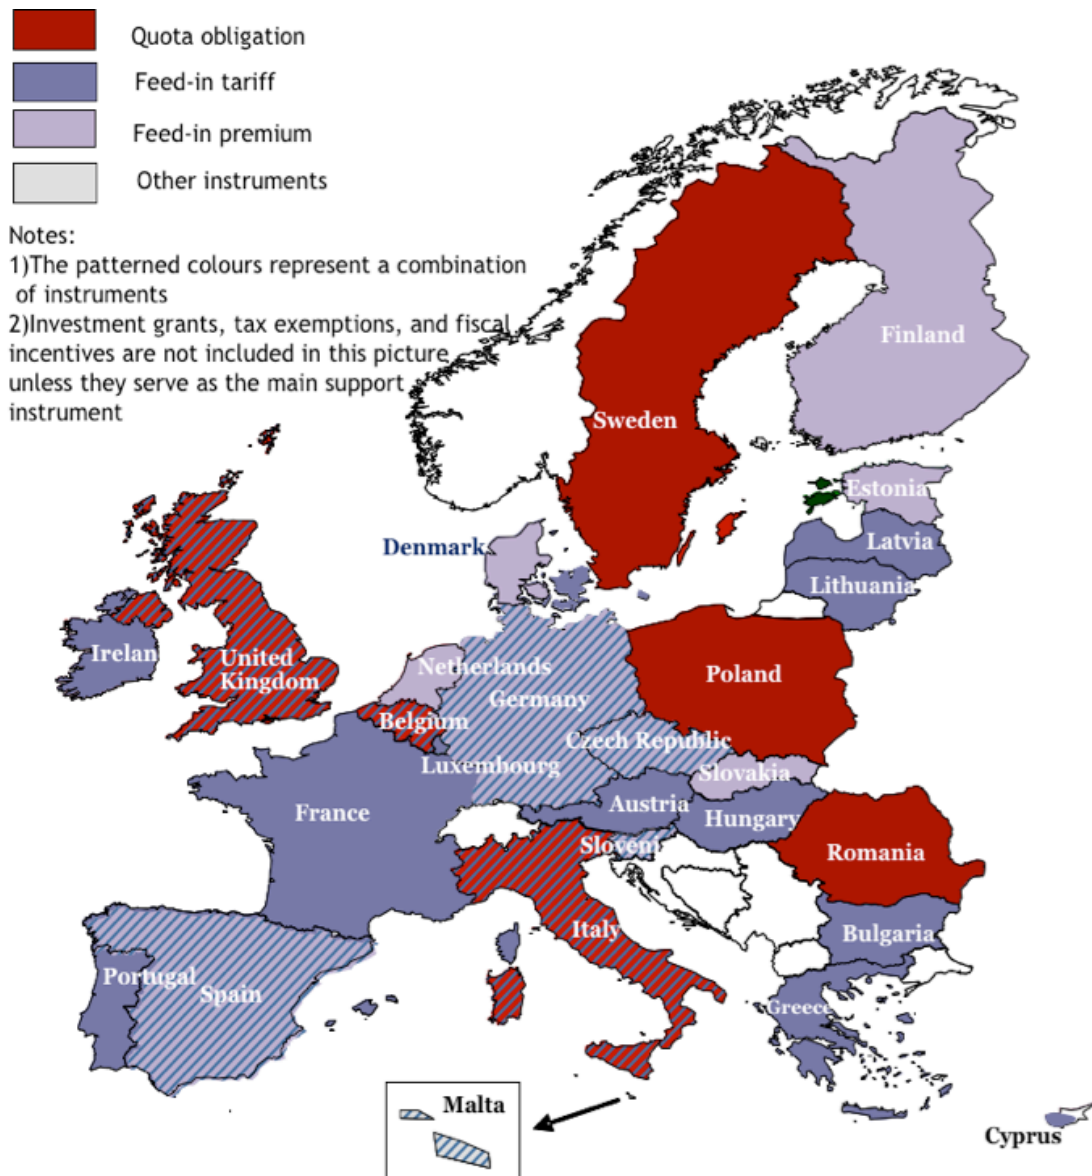 Quota obligation
Feed-in tariff
Feed-in premium
Other instruments
Notes:
1)The patterned colours represent a combination
of instruments
2)Investment grants, tax exemptions, and fiscal
incentives are not included in this picture
unless they serve as the main support
instrument
Finland
Sweden
Estonia
Denmark
Latvia
Lithuania
Irelan
United
Kingdom
Netherlands
Germany
Poland
Belgium
Czech Republic
Luxembourg
Slovakia
Austria
France
Hungary
Sloveni
Romania
Italy
Bulgaria
Portugal
Spain
Greece
Malta
Cyprus